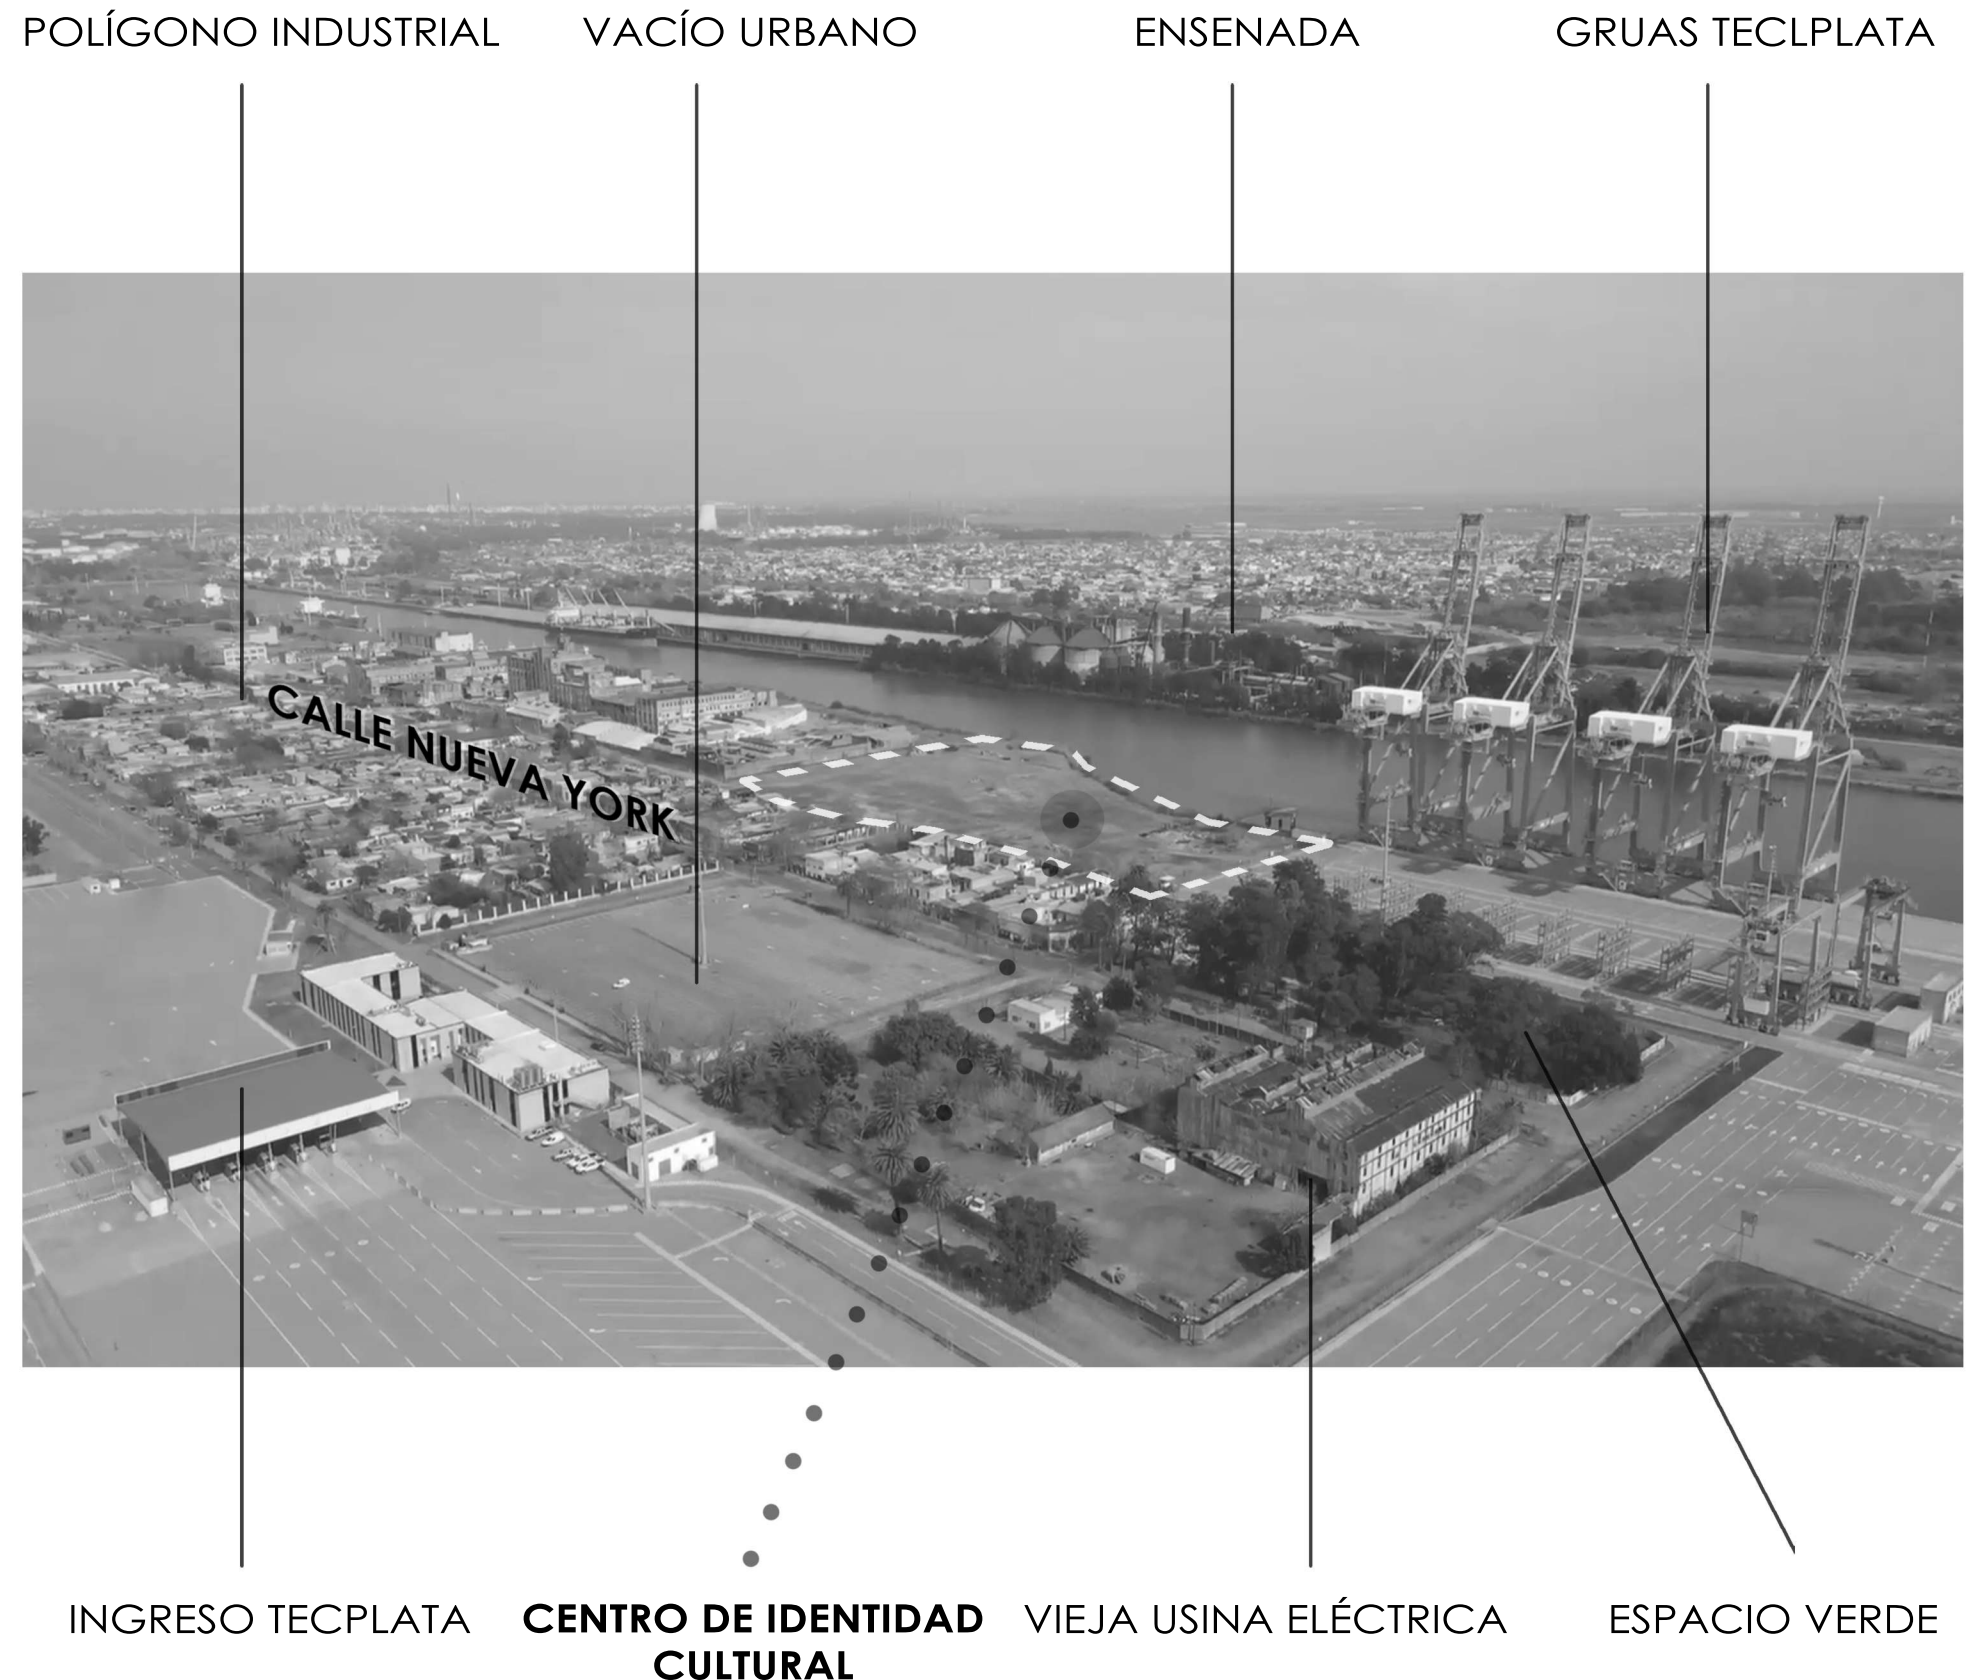 POLÍGONO INDUSTRIAL
VACÍO URBANO
ENSENADA
GRUAS TECLPLATA
CALLE NUEVA YORK
INGRESO TECPLATA
CENTRO DE IDENTIDAD
CULTURAL
VIEJA USINA ELÉCTRICA
ESPACIO VERDE